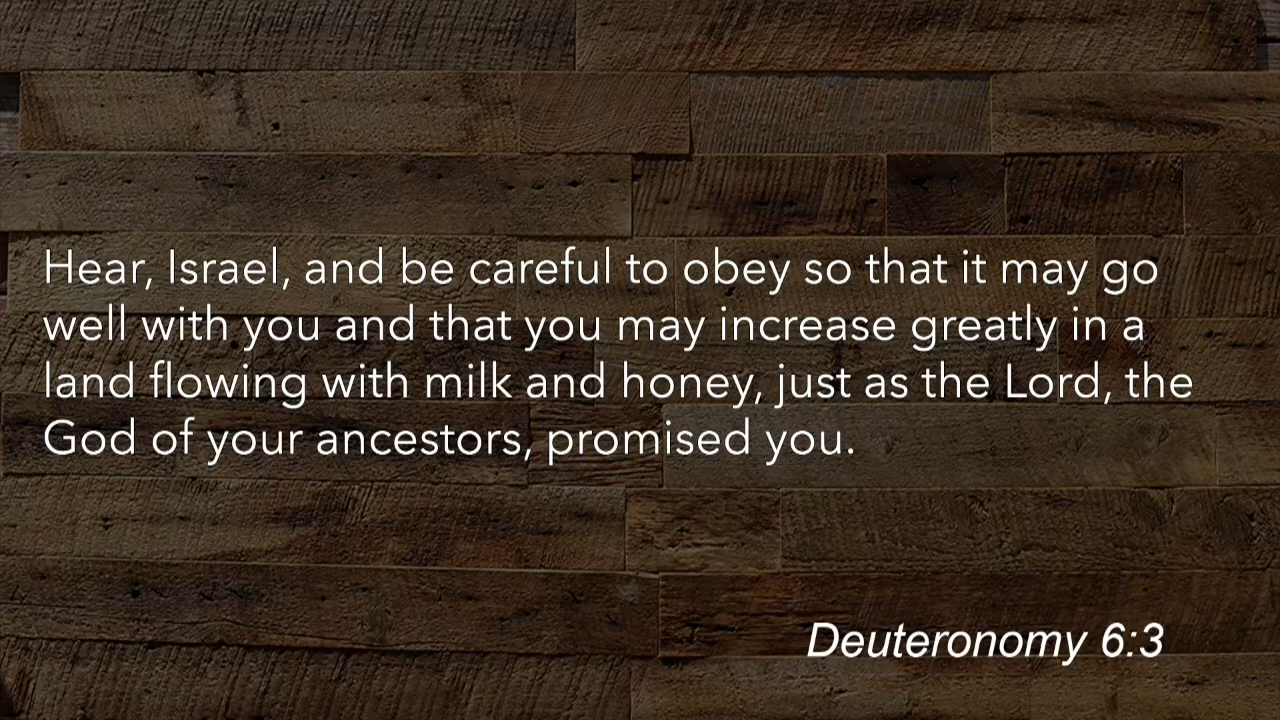 Hear, Israel, and be careful to obey so that it may go
well with you and that you may increase greatly in a
land flowing with milk and honey, just as the Lord, the
God of your ancestors, promised you.
Deuteronomy 6:3